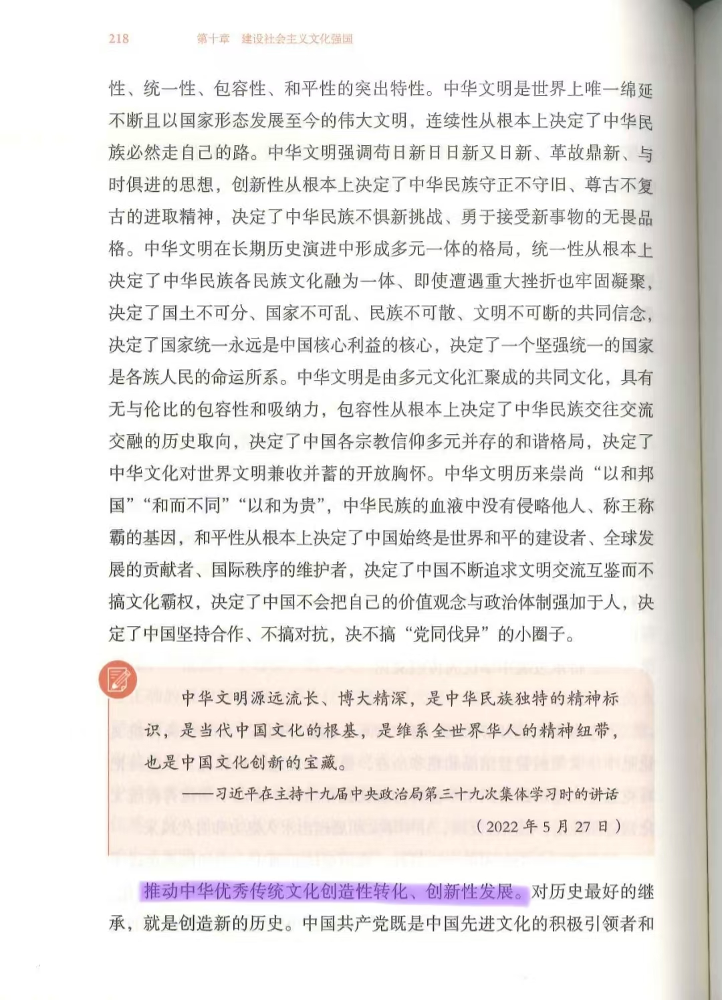 218 第十章 建设社会主义文化强国
性、统一性、包容性、和平性的突出特性。中华文明是世界上唯一绵延
不断且以国家形态发展至今的伟大文明，连续性从根本上决定了中华民
族必然走自己的路。中华文明强调苟日新日日新又日新、革故鼎新、与
时俱进的思想，创新性从根本上决定了中华民族守正不守旧、尊古不复
古的进取精神，决定了中华民族不惧新挑战、勇于接受新事物的无畏品
格。中华文明在长期历史演进中形成多元一体的格局，统一性从根本上
决定了中华民族各民族文化融为一体、即使遭遇重大挫折也牢固凝聚，
决定了国土不可分、国家不可乱、民族不可散、文明不可断的共同信念，
决定了国家统一永远是中国核心利益的核心，决定了一个坚强统一的国家
是各族人民的命运所系。中华文明是由多元文化汇聚成的共同文化，具有
无与伦比的包容性和吸纳力，包容性从根本上决定了中华民族交往交流
交融的历史取向，决定了中国各宗教信仰多元并存的和谐格局，决定了
中华文化对世界文明兼收并蓄的开放胸怀。中华文明历来崇尚“以和邦
国”“和而不同”“以和为贵”，中华民族的血液中没有侵略他人、称王称
霸的基因，和平性从根本上决定了中国始终是世界和平的建设者、全球发
展的贡献者、国际秩序的维护者，决定了中国不断追求文明交流互鉴而不
搞文化霸权，决定了中国不会把自己的价值观念与政治体制强加于人，决
定了中国坚持合作、不搞对抗，决不搞“党同伐异”的小圈子。
中华文明源远流长、博大精深，是中华民族独特的精神标
识，是当代中国文化的根基，是维系全世界华人的精神纽带，
也是中国文化创新的宝藏。
——习近平在主持十九届中央政治局第三十九次集体学习时的讲话
（2022 年 5 月 27 日）
推动中华优秀传统文化创造性转化、创新性发展。对历史最好的继
承，就是创造新的历史。中国共产党既是中国先进文化的积极引领者和